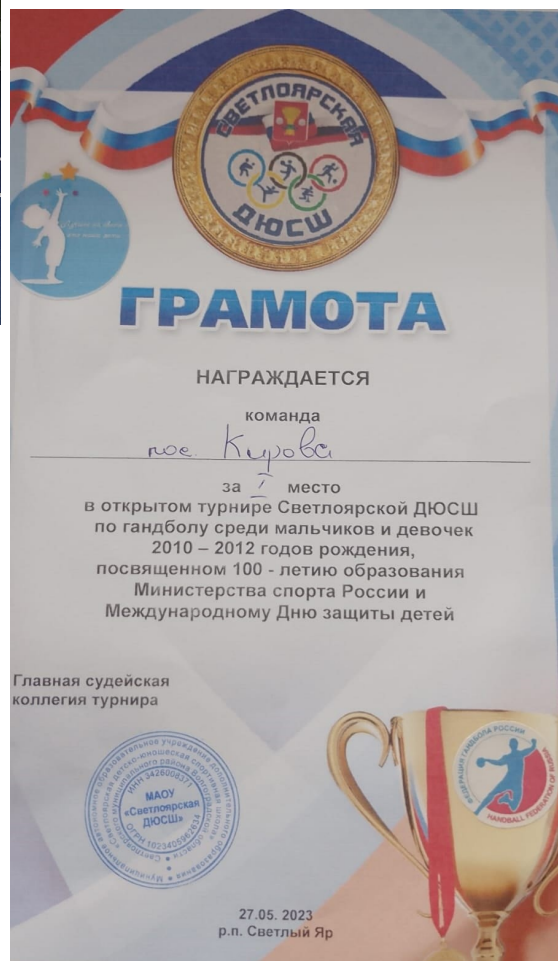 СВЕТЛОЯРСКАЯ
ДЮСШ
ГРАМОТА
НАГРАЖДАЕТСЯ
команда
пос. Кирова
за I место
в открытом турнире Светлоярской ДЮСШ
по гандболу среди мальчиков и девочек
2010 – 2012 годов рождения,
посвященном 100 - летию образования
Министерства спорта России и
Международному Дню защиты детей
Главная судейская
коллегия турнира
МАОУ
«Светлоярская
ДЮСШ»
ФЕДЕРАЦИЯ ГАНДБОЛА РОССИИ
HANDBALL FEDERATION OF RUSSIA
27.05. 2023
р.п. Светлый Яр